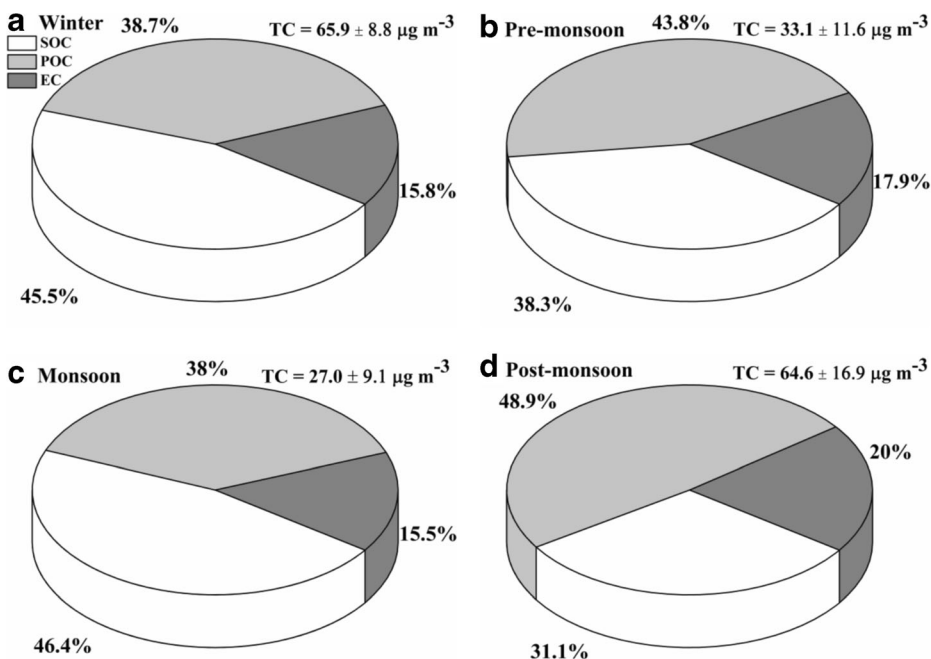 a Winter
SOC
POC
EC
38.7%
TC = 65.9 ± 8.8 µg m⁻³
15.8%
45.5%
b Pre-monsoon
43.8%
TC = 33.1 ± 11.6 µg m⁻³
17.9%
38.3%
c Monsoon
38%
TC = 27.0 ± 9.1 µg m⁻³
15.5%
46.4%
d Post-monsoon
TC = 64.6 ± 16.9 µg m⁻³
48.9%
20%
31.1%